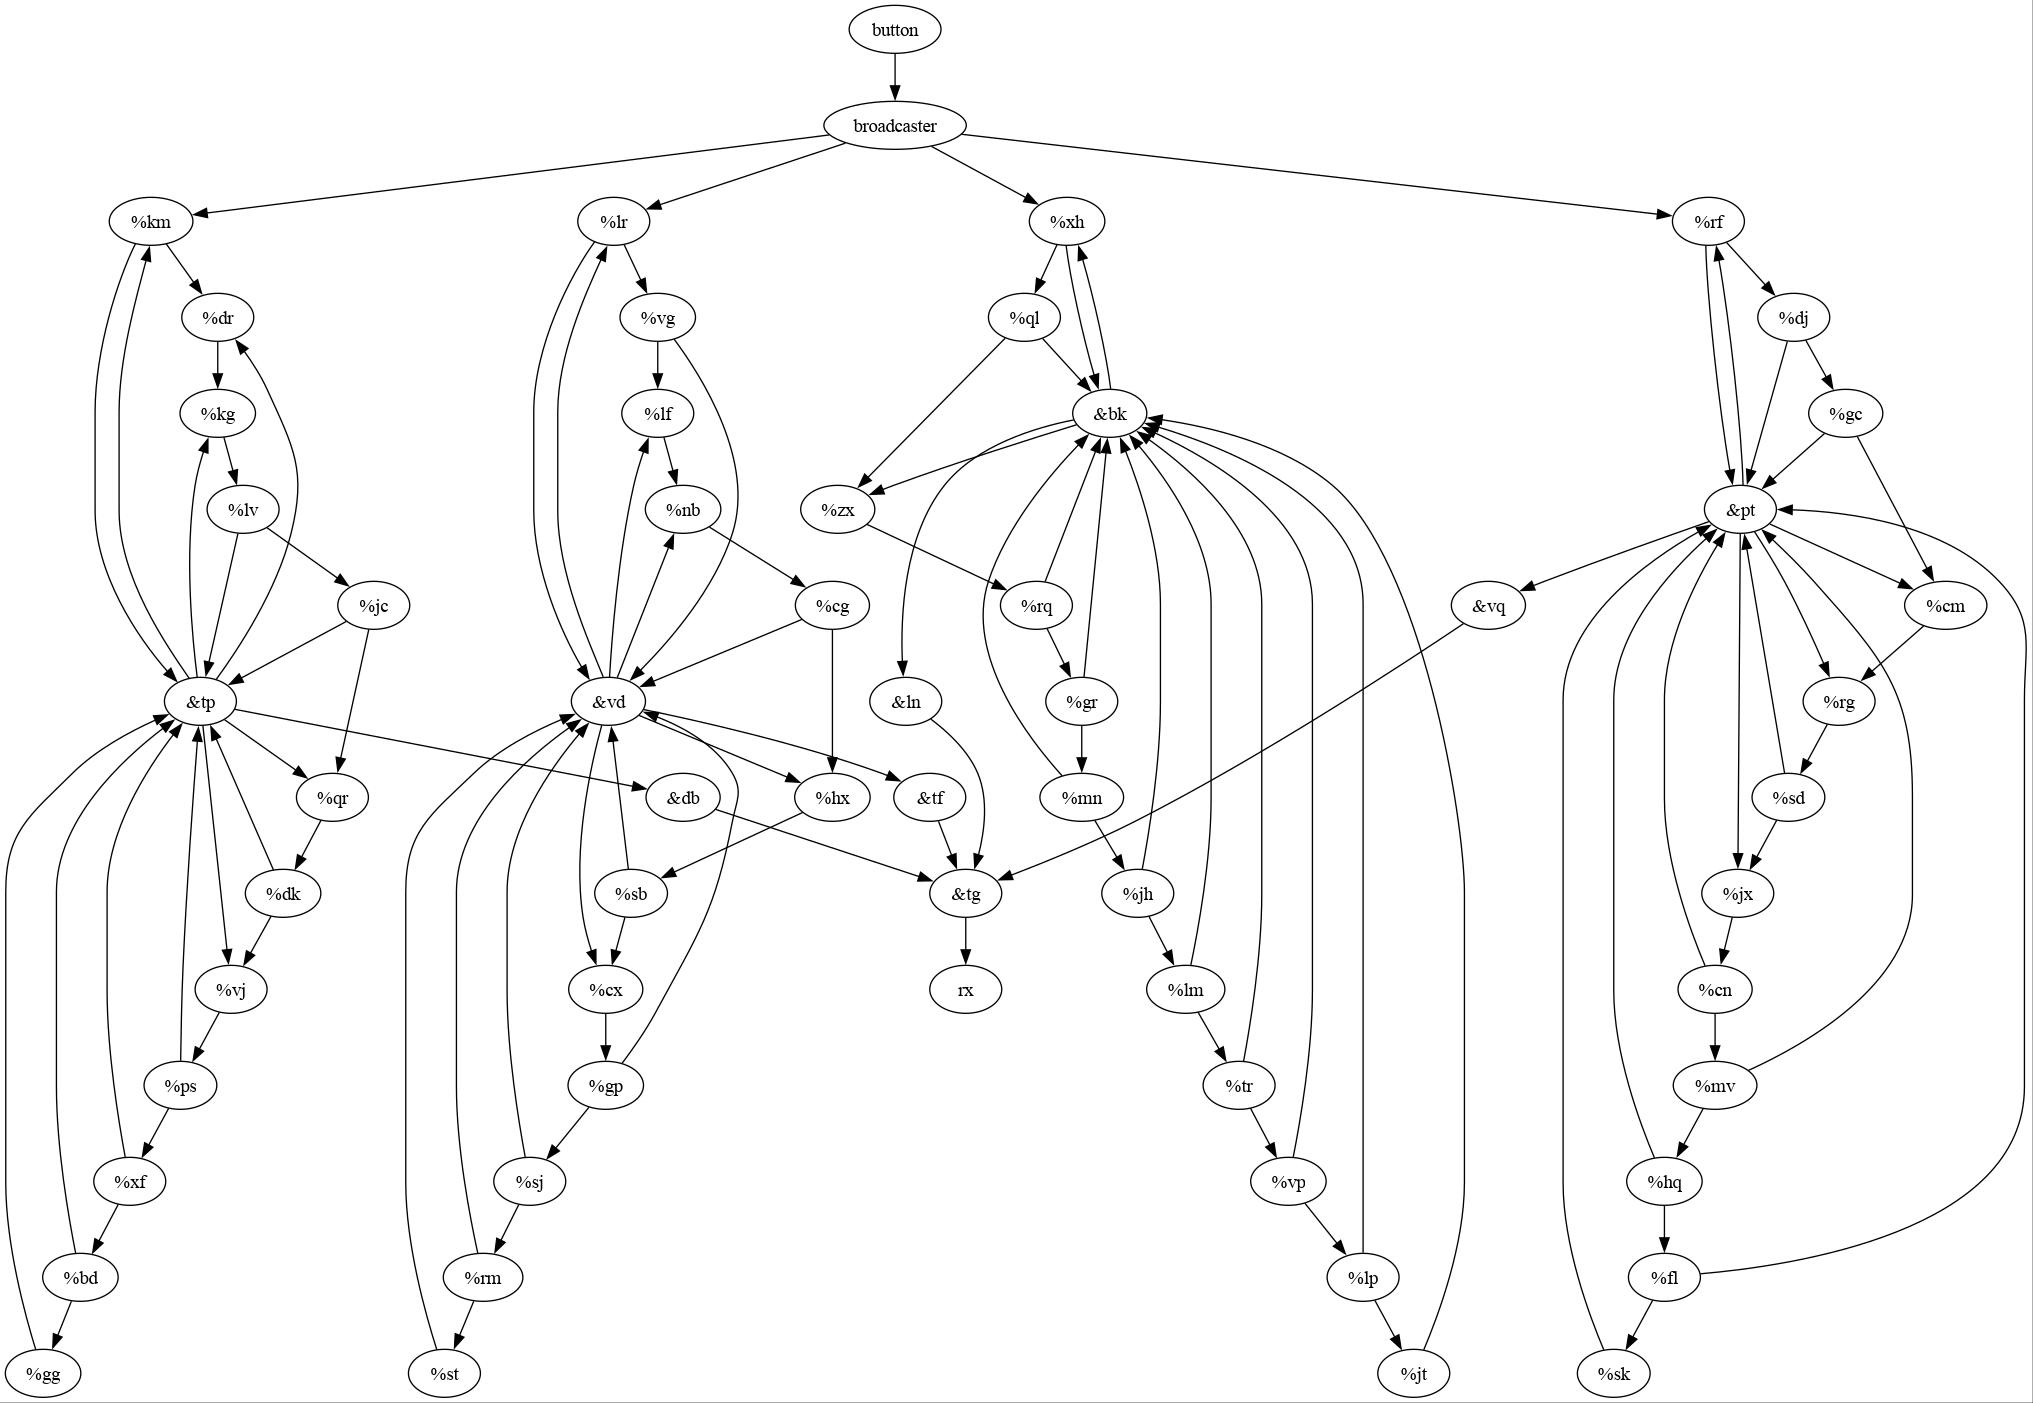 button
broadcaster
%km
%lr
%xh
%rf
%dr
%vg
%ql
%dj
%kg
%lf
&bk
%gc
%lv
%nb
%zx
&pt
%jc
%cg
%rq
&vq
%cm
&tp
&vd
&ln
%gr
%rg
%qr
&db
%hx
&tf
%mn
%sd
%dk
%sb
&tg
%jh
%jx
%vj
%cx
rx
%lm
%cn
%ps
%gp
%tr
%mv
%xf
%sj
%vp
%hq
%bd
%rm
%lp
%fl
%gg
%st
%jt
%sk